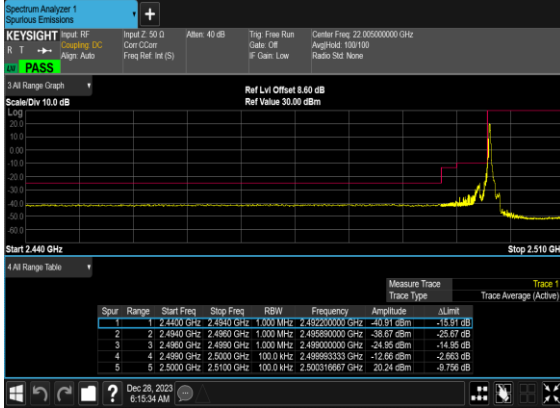 Spectrum Analyzer 1
Spurious Emissions
+
KEYSIGHT Input: RF Input Z: 50 Ω Atten: 40 dB Trig: Free Run Center Freq: 22.005000000 GHz
R T Coupling: DC Corr CCorr Gate: Off Avg|Hold: 100/100
Align: Auto Freq Ref: Int (S) IF Gain: Low Radio Std: None
PASS
3 All Range Graph
Ref Lvl Offset 8.60 dB
Scale/Div 10.0 dB Ref Value 30.00 dBm
Log
20.0
10.0
0.00
-10.0
-20.0
-30.0
-40.0
-50.0
-60.0
Start 2.440 GHz Stop 2.510 GH
4 All Range Table
Measure Trace Trace 1
Trace Type Trace Average (Active)
Spur Range Start Freq Stop Freq RBW Frequency Amplitude ΔLimit
1 1 2.4400 GHz 2.4940 GHz 1.000 MHz 2.492200000 GHz -40.91 dBm -15.91 dB
2 2 2.4940 GHz 2.4960 GHz 1.000 MHz 2.495890000 GHz -38.67 dBm -25.67 dB
3 3 2.4960 GHz 2.4990 GHz 1.000 MHz 2.499000000 GHz -24.95 dBm -14.95 dB
4 4 2.4990 GHz 2.5000 GHz 100.0 kHz 2.499993333 GHz -12.66 dBm -2.663 dB
5 5 2.5000 GHz 2.5100 GHz 100.0 kHz 2.500316667 GHz 20.24 dBm -9.756 dB
? Dec 28, 2023
6:15:34 AM